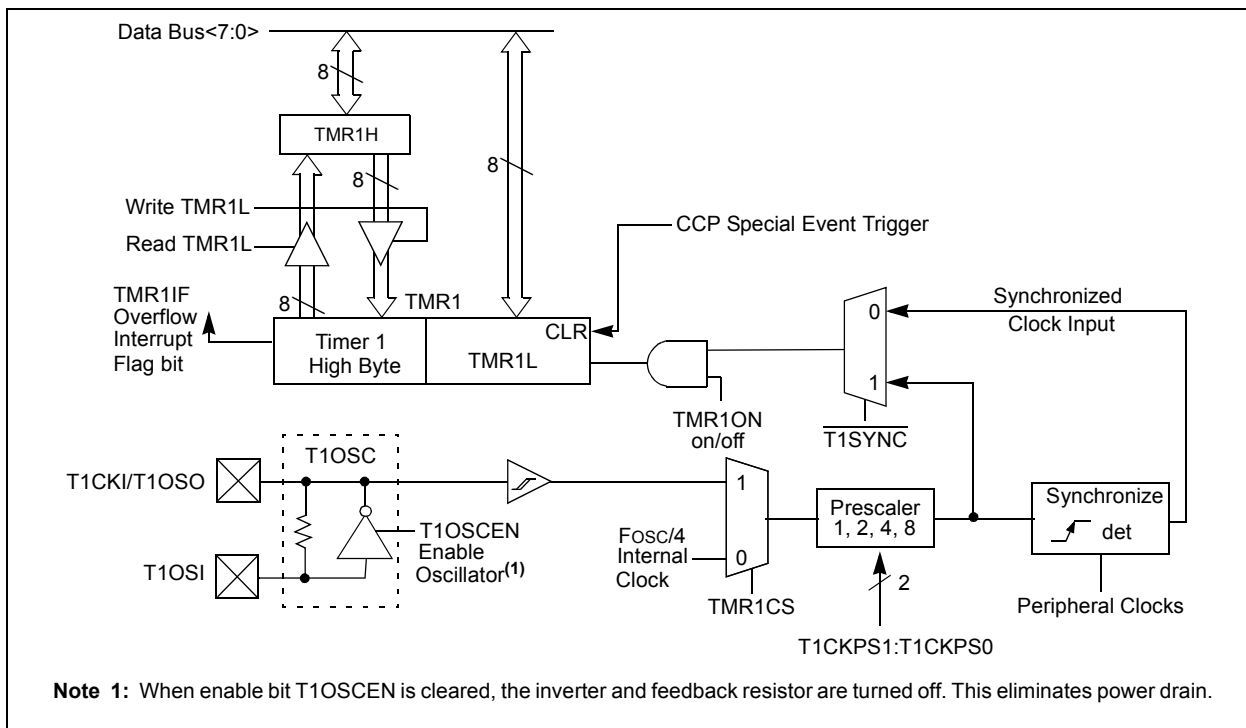 Data Bus<7:0>
8
TMR1H
8
8
Write TMR1L
Read TMR1L
CCP Special Event Trigger
8
TMR1
TMR1IF
Overflow
Interrupt
Flag bit
Timer 1
High Byte
TMR1L
CLR
0
1
Synchronized
Clock Input
TMR1ON
on/off
T1SYNC
T1OSC
T1CKI/T1OSO
T1OSI
T1OSCEN
Enable
Oscillator(1)
FOSC/4
Internal
Clock
1
0
TMR1CS
Prescaler
1, 2, 4, 8
2
T1CKPS1:T1CKPS0
Synchronize
det
Peripheral Clocks
Note 1: When enable bit T1OSCEN is cleared, the inverter and feedback resistor are turned off. This eliminates power drain.